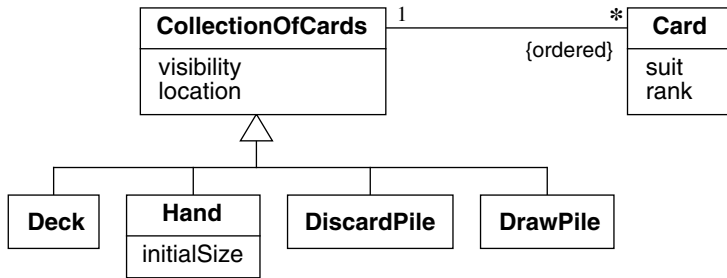 CollectionOfCards
1
*
Card
{ordered}
visibility
location
suit
rank
Deck
Hand
DiscardPile
DrawPile
initialSize